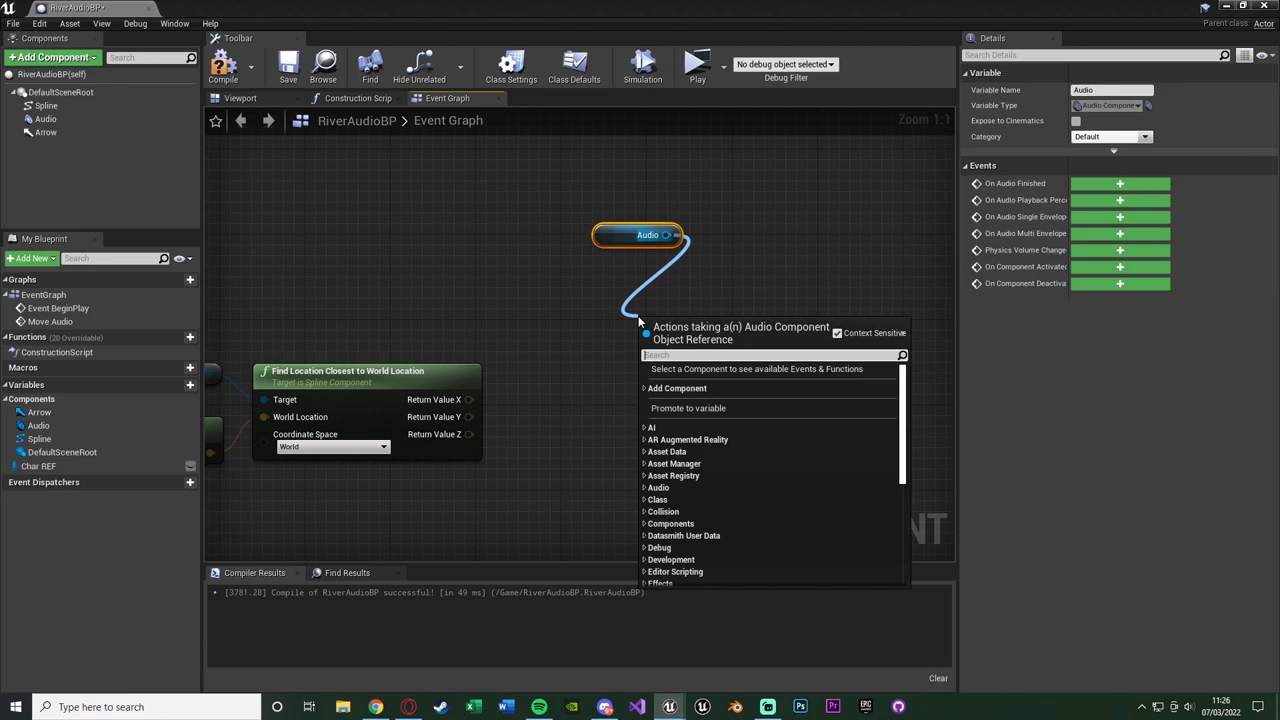 RiverAudioBP*
File Edit Asset View Debug Window Help
Parent class: Actor
Components
Add Component Search
RiverAudioBP(self)
DefaultSceneRoot
Spline
Audio
Arrow
My Blueprint
Add New Search
Graphs
EventGraph
Event BeginPlay
Move Audio
Functions (20 Overridable)
ConstructionScript
Macros
Variables
Components
Arrow
Audio
Spline
DefaultSceneRoot
Char REF
Event Dispatchers
Toolbar
Compile Save Browse Find Hide Unrelated Class Settings Class Defaults Simulation Play
No debug object selected
Debug Filter
Viewport Construction Scrip Event Graph
RiverAudioBP > Event Graph Zoom 1:1
Audio
Find Location Closest to World Location
Target is Spline Component
Target Return Value X
World Location Return Value Y
Coordinate Space Return Value Z
World
Actions taking a(n) Audio Component
Object Reference
Context Sensitive
Search
Select a Component to see available Events & Functions
Add Component
Promote to variable
AI
AR Augmented Reality
Asset Data
Asset Manager
Asset Registry
Audio
Class
Collision
Components
Datasmith User Data
Debug
Development
Editor Scripting
Effects
NT
Compiler Results Find Results
[3781.28] Compile of RiverAudioBP successful! [in 49 ms] (/Game/RiverAudioBP.RiverAudioBP)
Clear
Details
Search Details
Variable
Variable Name Audio
Variable Type Audio Compone
Expose to Cinematics
Category Default
Events
On Audio Finished
On Audio Playback Perce
On Audio Single Envelop
On Audio Multi Envelope
Physics Volume Change
On Component Activated
On Component Deactiva
Type here to search
11:26
07/03/2022